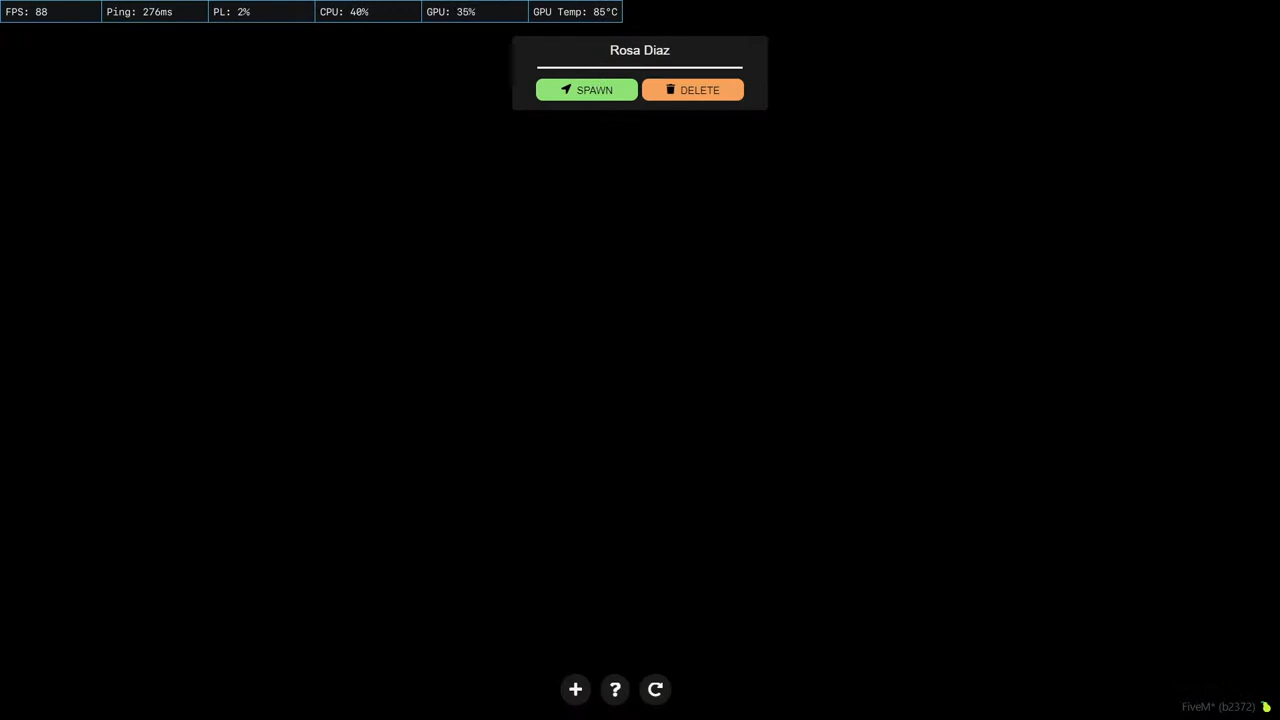 FPS: 88 Ping: 276ms PL: 2% CPU: 40% GPU: 35% GPU Temp: 85°C
Rosa Diaz
SPAWN DELETE
+ ?
FiveM* (b2372)